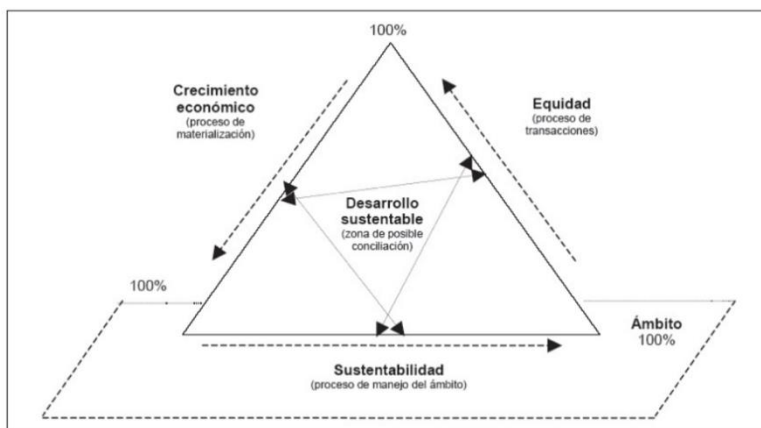 100%
Crecimiento
económico
(proceso de
materialización)
Equidad
(proceso de
transacciones)
Desarrollo
sustentable
(zona de posible
conciliación)
100%
Ámbito
100%
Sustentabilidad
(proceso de manejo del ámbito)